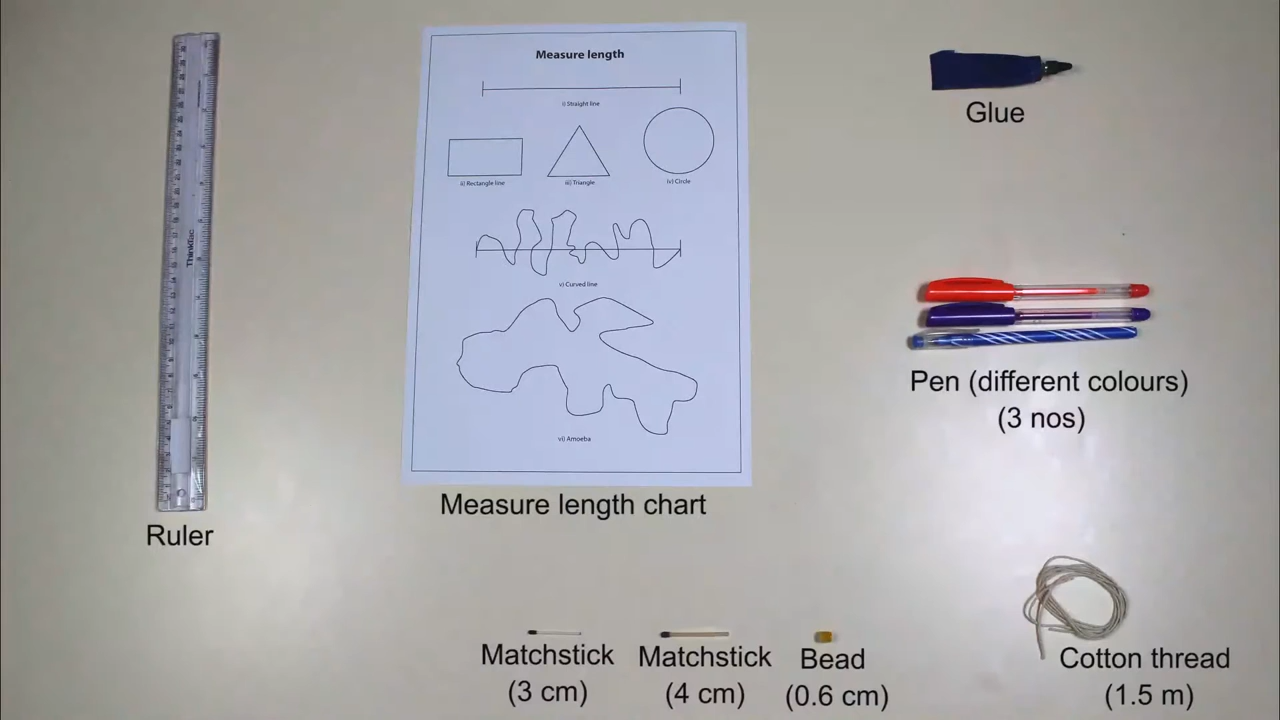 ThinkTac
Ruler
Measure length
i) Straight line
ii) Rectangle line
iii) Triangle
iv) Circle
v) Curved line
vi) Amoeba
Measure length chart
Glue
Pen (different colours)
(3 nos)
Matchstick
(3 cm)
Matchstick
(4 cm)
Bead
(0.6 cm)
Cotton thread
(1.5 m)